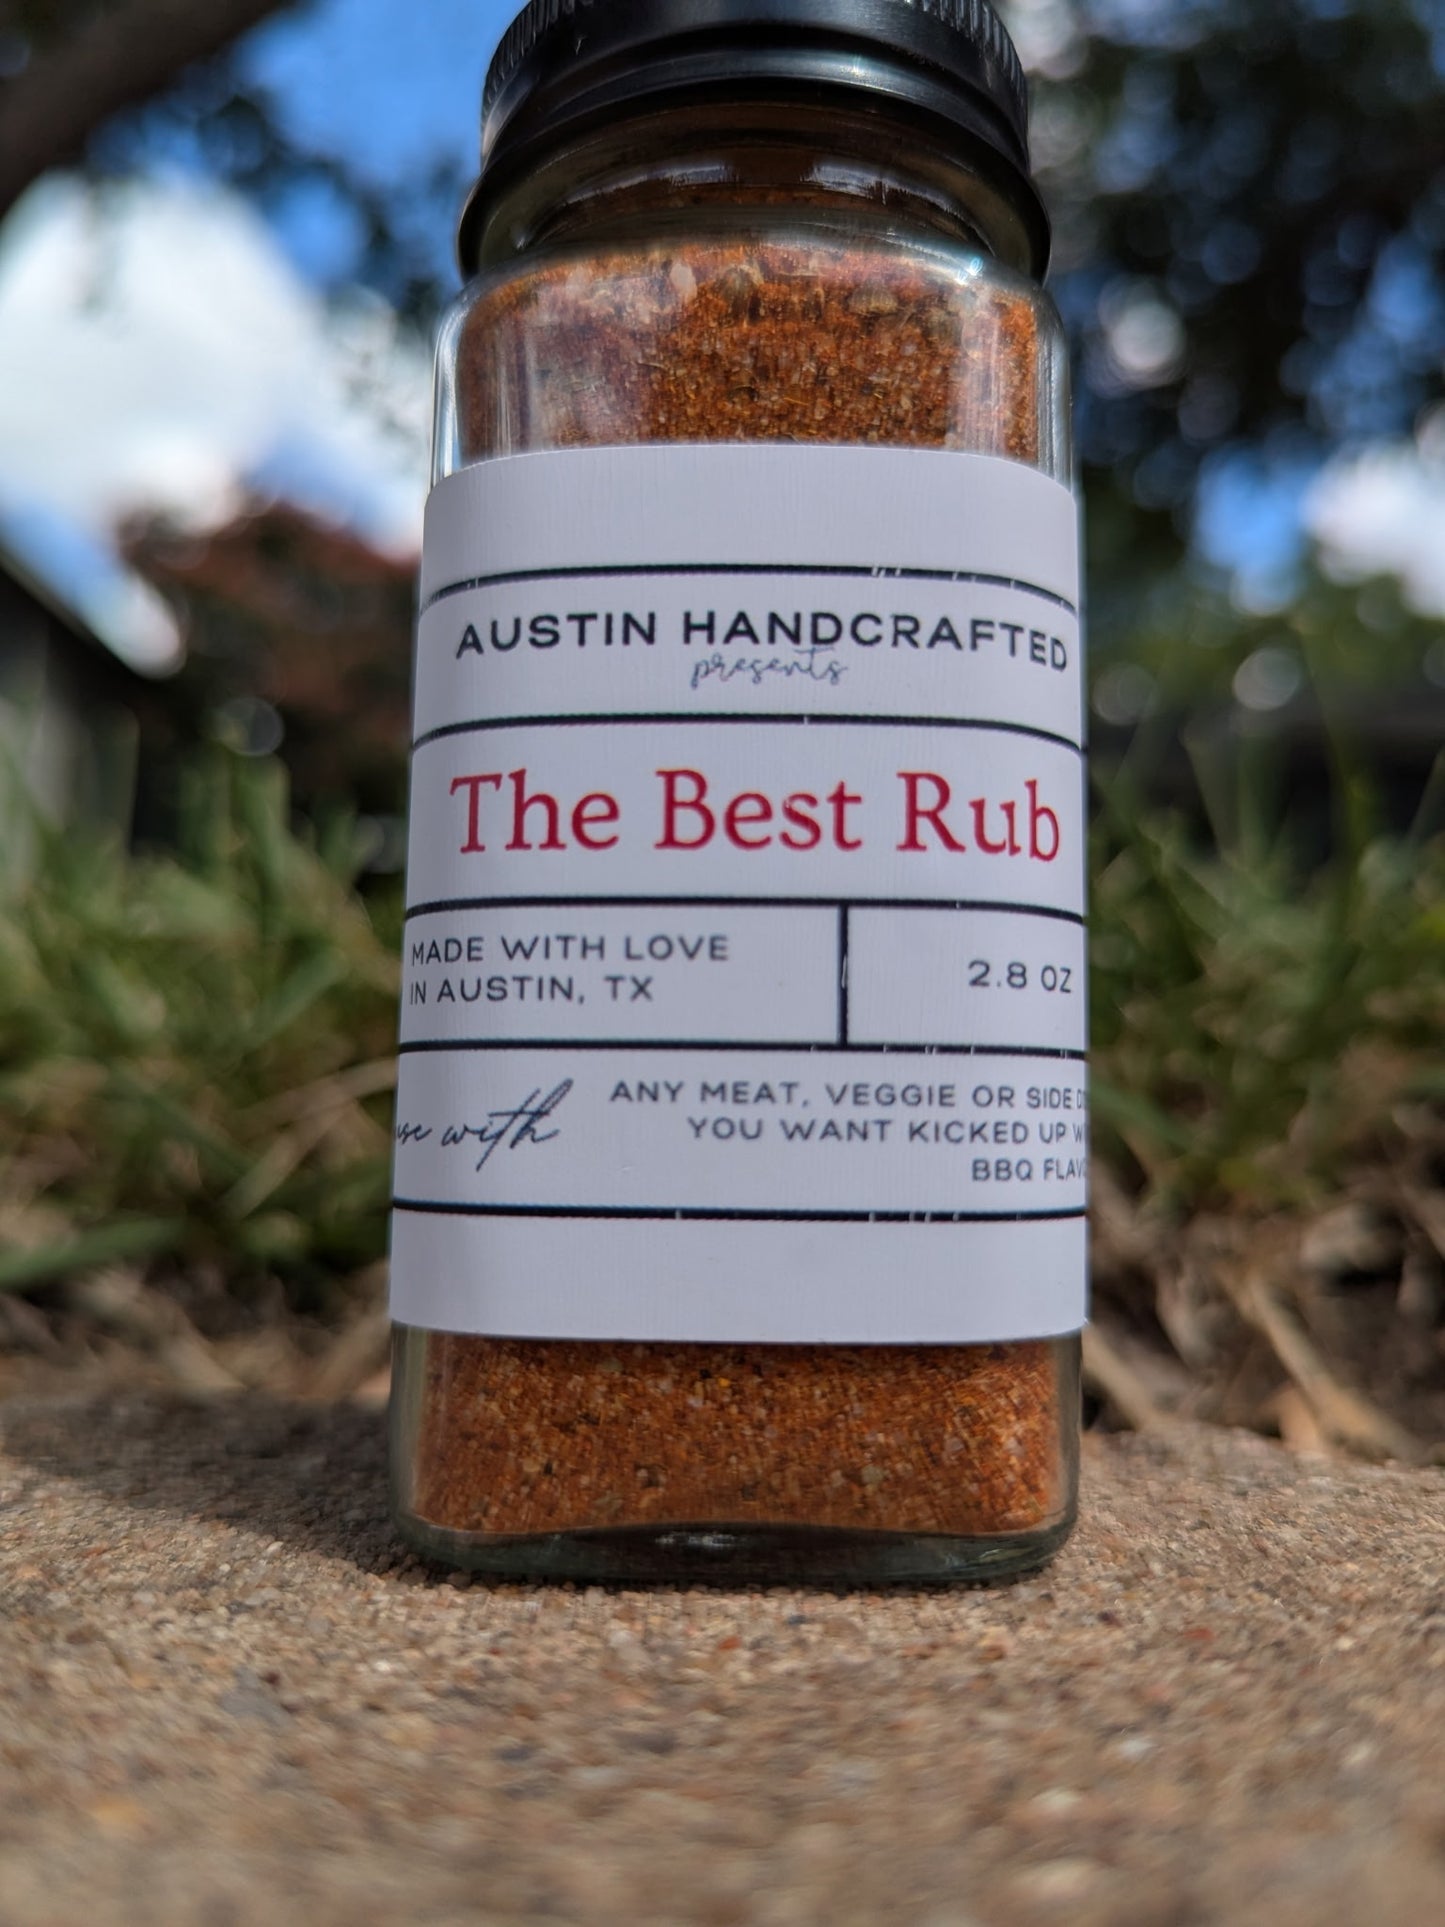 AUSTIN HANDCRAFTED
presents
The Best Rub
MADE WITH LOVE
IN AUSTIN, TX
2.8 OZ
use with
ANY MEAT, VEGGIE OR SIDE
YOU WANT KICKED UP
BBQ